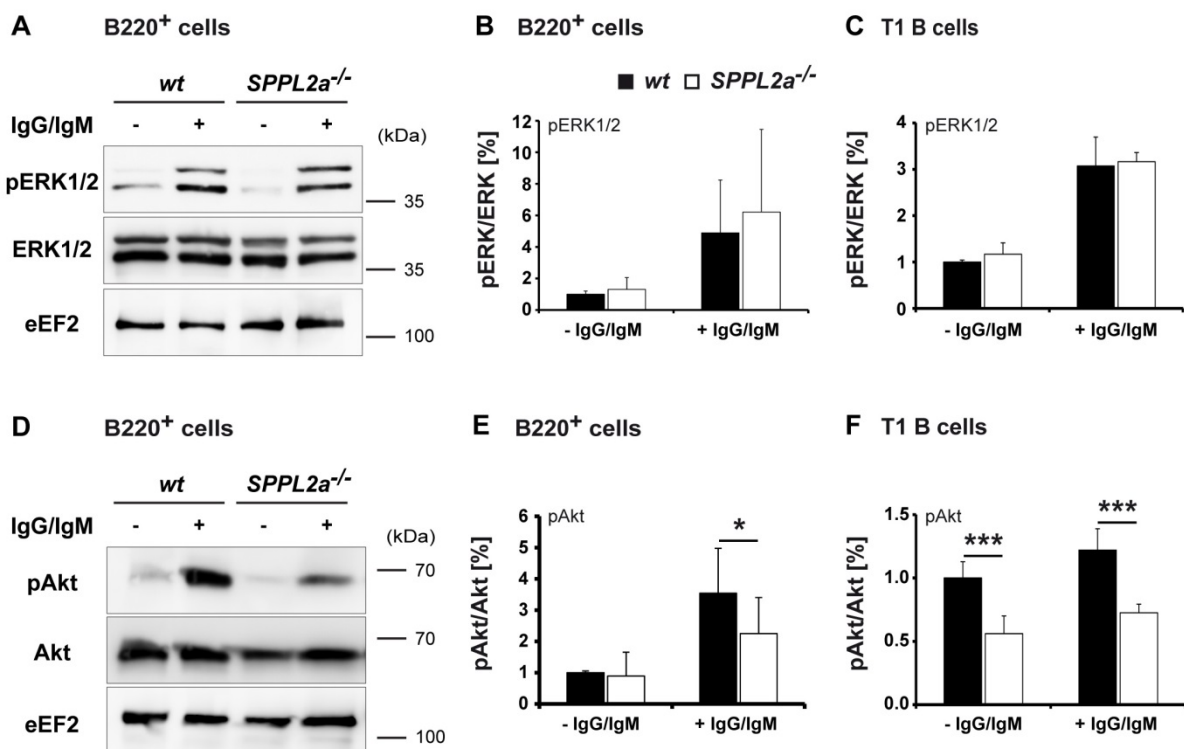 A B220+ cells
wt SPPL2a-/-
IgG/IgM - + - + (kDa)
pERK1/2
35
ERK1/2
35
eEF2
100
B B220+ cells
C T1 B cells
wt SPPL2a-/-
pERK1/2
pERK/ERK [%]
12
10
8
6
4
2
0
- IgG/IgM + IgG/IgM
pERK1/2
pERK/ERK [%]
4
3
2
1
0
- IgG/IgM + IgG/IgM
D B220+ cells
wt SPPL2a-/-
IgG/IgM - + - + (kDa)
pAkt
70
Akt
70
eEF2
100
E B220+ cells
pAkt
pAkt/Akt [%]
6
5
4
3
2
1
0
*
- IgG/IgM + IgG/IgM
F T1 B cells
pAkt
pAkt/Akt [%]
1.5
1.0
0.5
0.0
*** ***
- IgG/IgM + IgG/IgM